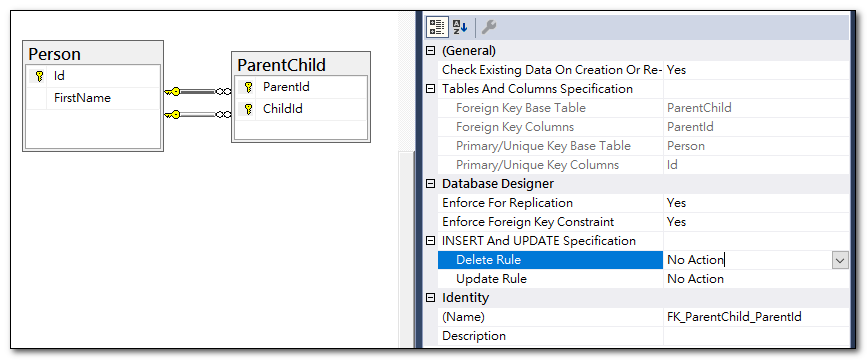 Person
Id
FirstName
ParentChild
ParentId
ChildId
(General)
Check Existing Data On Creation Or Re- Yes
Tables And Columns Specification
Foreign Key Base Table ParentChild
Foreign Key Columns ParentId
Primary/Unique Key Base Table Person
Primary/Unique Key Columns Id
Database Designer
Enforce For Replication Yes
Enforce Foreign Key Constraint Yes
INSERT And UPDATE Specification
Delete Rule No Action
Update Rule No Action
Identity
(Name) FK_ParentChild_ParentId
Description